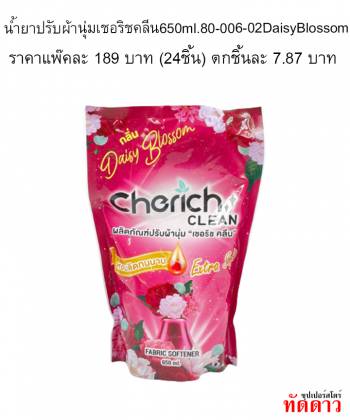 น้ำยาปรับผ้านุ่มเชอริชคลีน650ml.80-006-02DaisyBlossom
ราคาแพ๊คละ 189 บาท (24ชิ้น) ตกชิ้นละ 7.87 บาท
กลิ่น
Daisy Blossom
Cherich
CLEAN
ผลิตภัณฑ์ปรับผ้านุ่ม "เชอริช คลีน"
Extra
FABRIC SOFTENER
650 ml.
ซุปเปอร์สโตร์
ทัดดาว